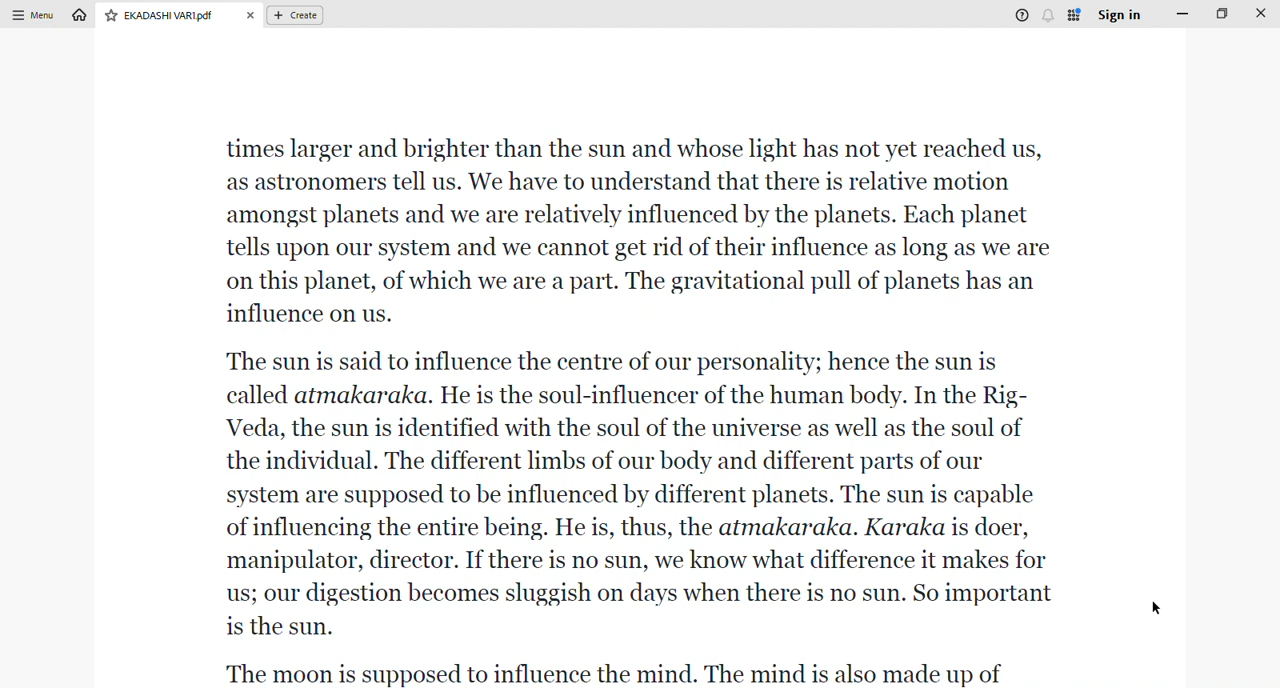 Menu
EKADASHI VAR1.pdf
Create
Sign in
times larger and brighter than the sun and whose light has not yet reached us,
as astronomers tell us. We have to understand that there is relative motion
amongst planets and we are relatively influenced by the planets. Each planet
tells upon our system and we cannot get rid of their influence as long as we are
on this planet, of which we are a part. The gravitational pull of planets has an
influence on us.
The sun is said to influence the centre of our personality; hence the sun is
called atmakaraka. He is the soul-influencer of the human body. In the Rig-
Veda, the sun is identified with the soul of the universe as well as the soul of
the individual. The different limbs of our body and different parts of our
system are supposed to be influenced by different planets. The sun is capable
of influencing the entire being. He is, thus, the atmakaraka. Karaka is doer,
manipulator, director. If there is no sun, we know what difference it makes for
us; our digestion becomes sluggish on days when there is no sun. So important
is the sun.
The moon is supposed to influence the mind. The mind is also made up of